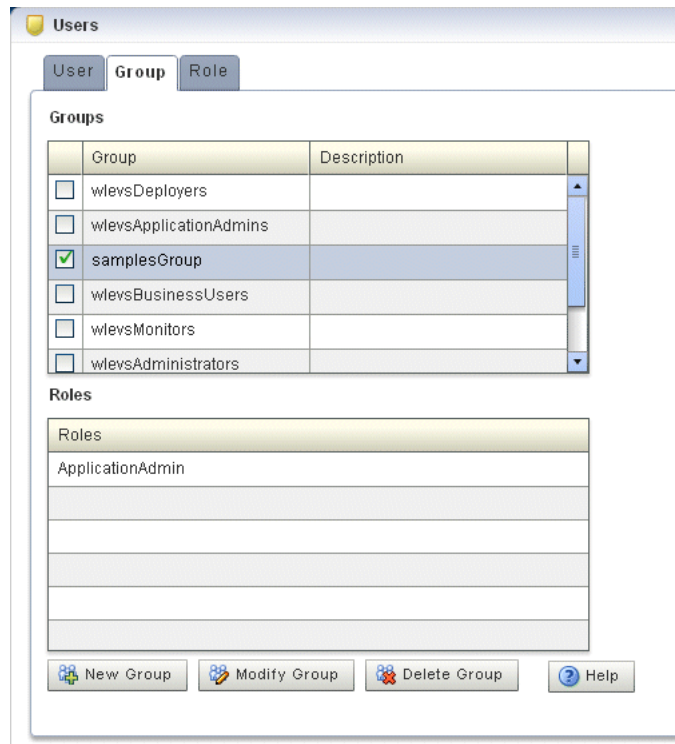 Users
User Group Role
Groups
Group Description
wlevsDeployers
wlevsApplicationAdmins
samplesGroup
wlevsBusinessUsers
wlevsMonitors
wlevsAdministrators
Roles
Roles
ApplicationAdmin
New Group Modify Group Delete Group Help